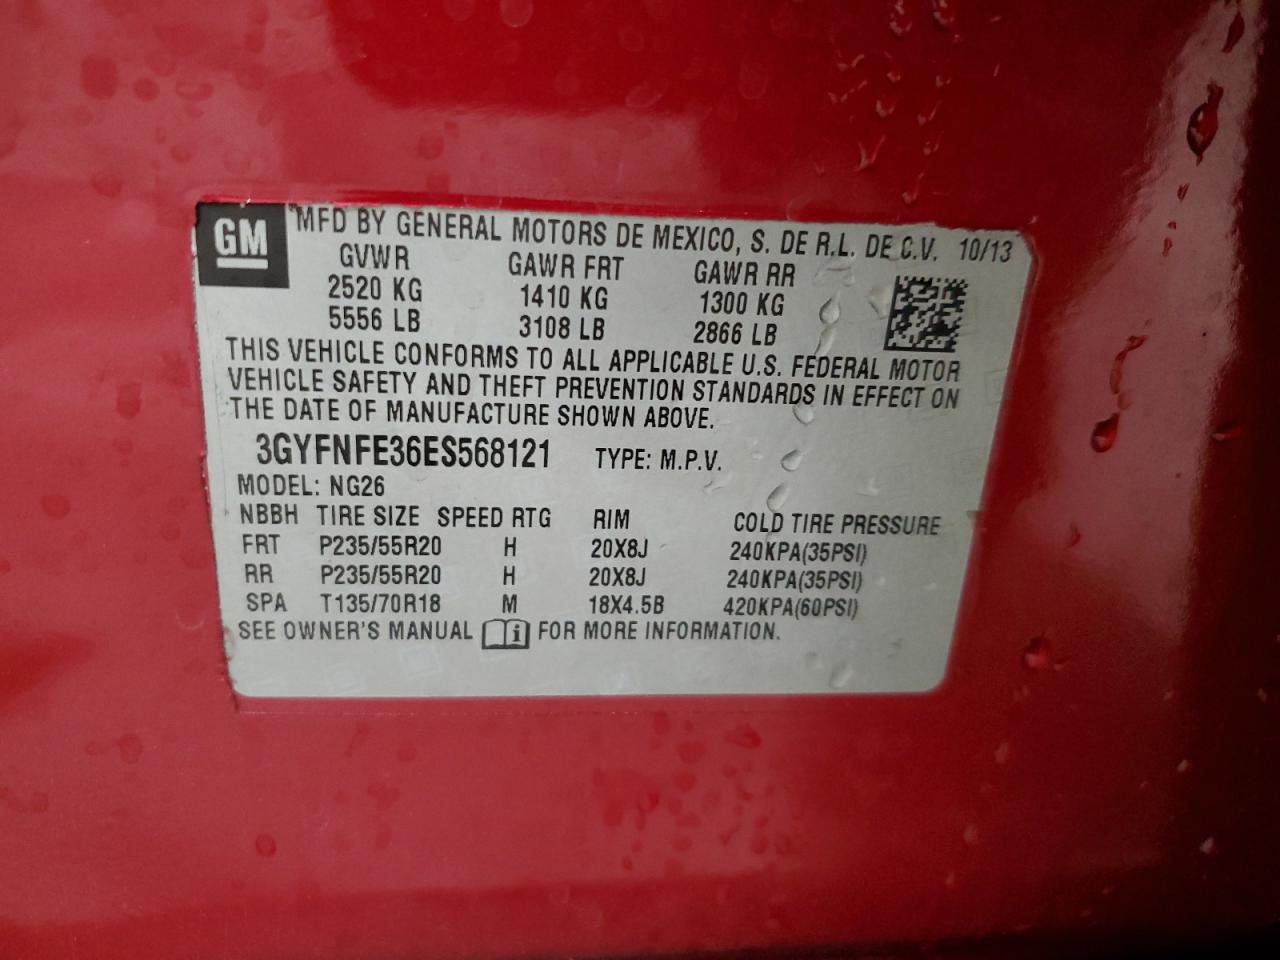 GM MFD BY GENERAL MOTORS DE MEXICO, S. DE R.L. DE C.V. 10/13
GVWR GAWR FRT GAWR RR
2520 KG 1410 KG 1300 KG
5556 LB 3108 LB 2866 LB
THIS VEHICLE CONFORMS TO ALL APPLICABLE U.S. FEDERAL MOTOR
VEHICLE SAFETY AND THEFT PREVENTION STANDARDS IN EFFECT ON
THE DATE OF MANUFACTURE SHOWN ABOVE.
3GYFNFE36ES568121 TYPE: M.P.V.
MODEL: NG26
NBBH TIRE SIZE SPEED RTG RIM COLD TIRE PRESSURE
FRT P235/55R20 H 20X8J 240KPA(35PSI)
RR P235/55R20 H 20X8J 240KPA(35PSI)
SPA T135/70R18 M 18X4.5B 420KPA(60PSI)
SEE OWNER'S MANUAL i FOR MORE INFORMATION.